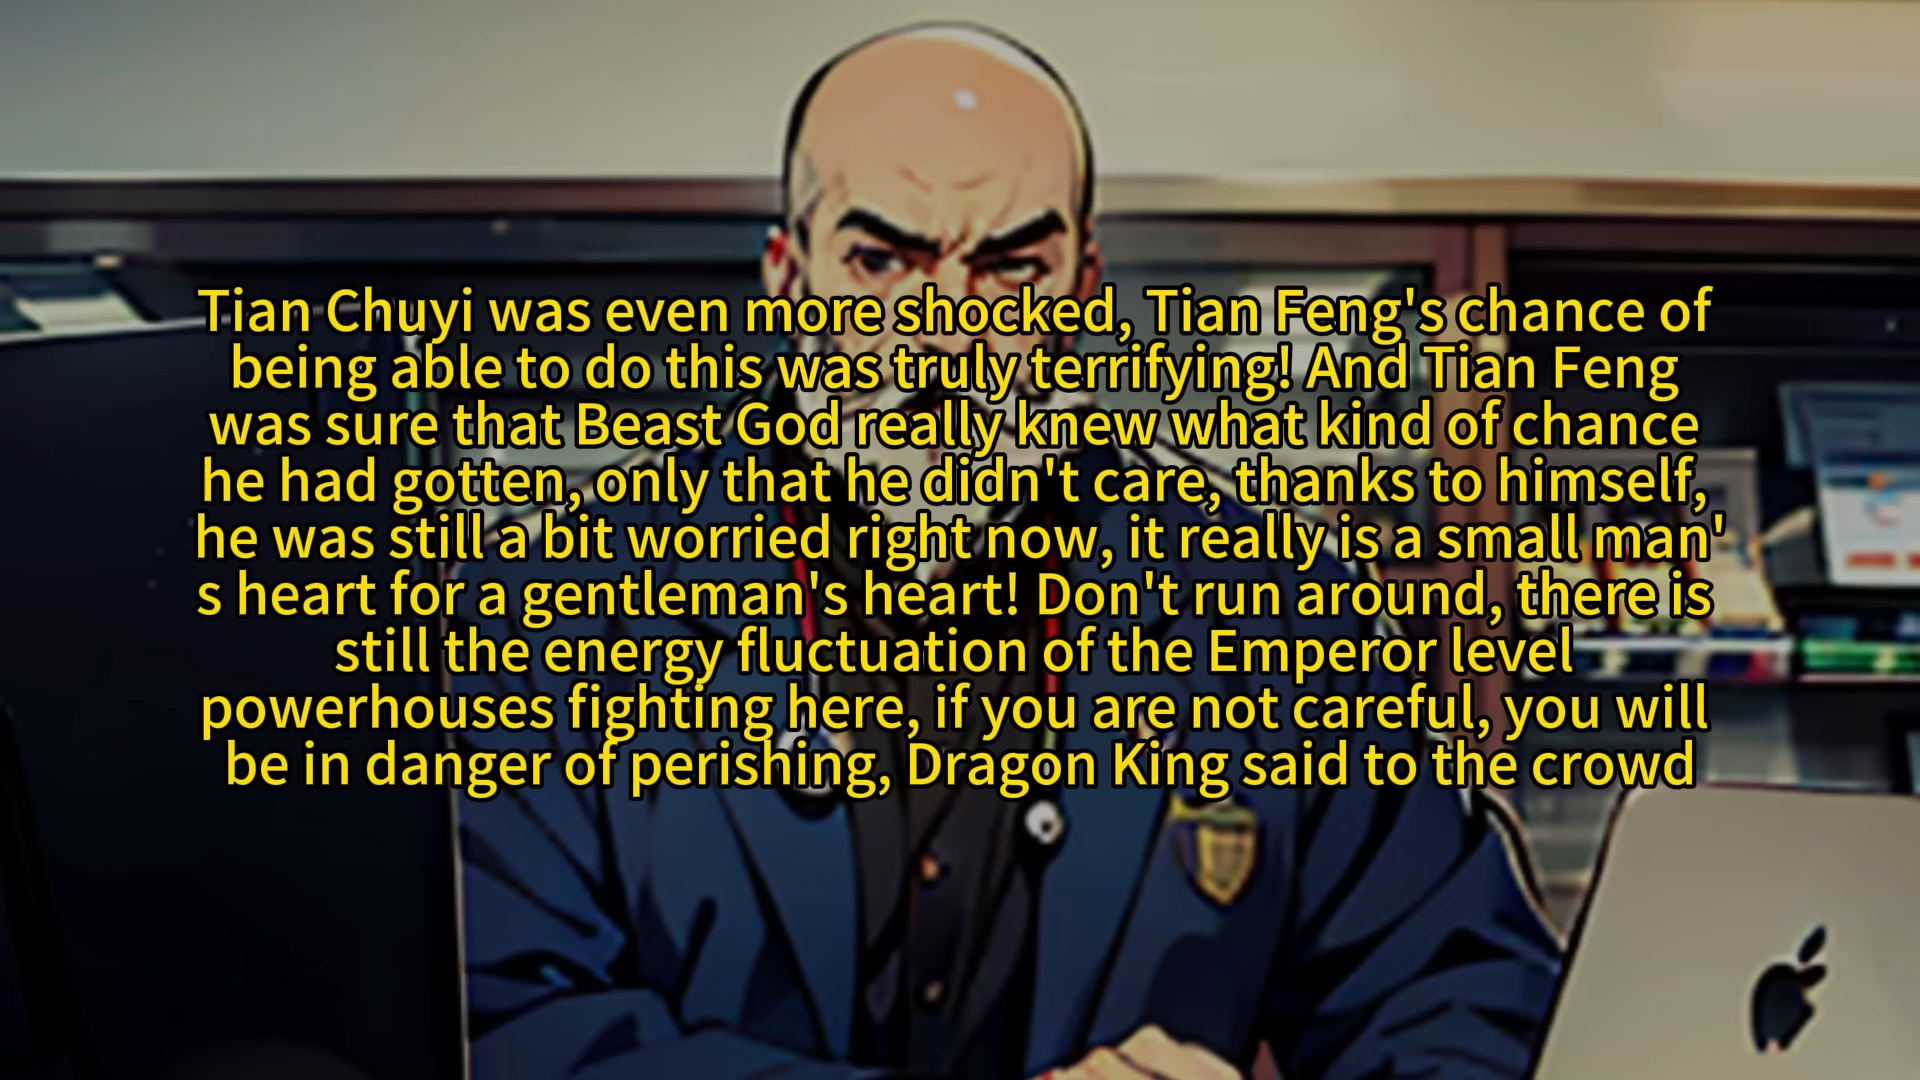 Tian Chuyi was even more shocked, Tian Feng's chance of
being able to do this was truly terrifying! And Tian Feng
was sure that Beast God really knew what kind of chance
he had gotten, only that he didn't care, thanks to himself,
he was still a bit worried right now, it really is a small man'
s heart for a gentleman's heart! Don't run around, there is
still the energy fluctuation of the Emperor level
powerhouses fighting here, if you are not careful, you will
be in danger of perishing, Dragon King said to the crowd